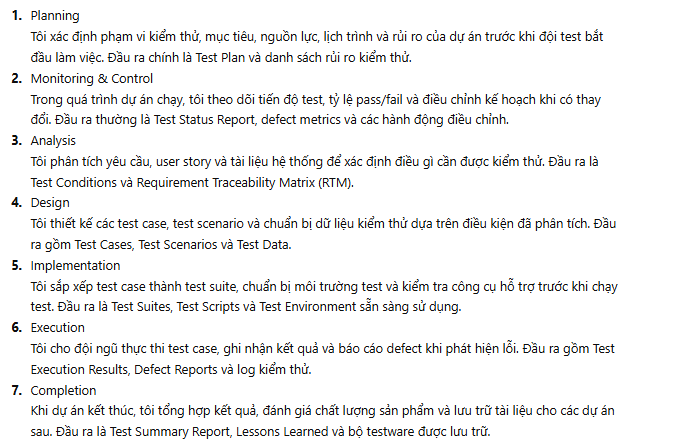 1. Planning
Tôi xác định phạm vi kiểm thử, mục tiêu, nguồn lực, lịch trình và rủi ro của dự án trước khi đội test bắt
đầu làm việc. Đầu ra chính là Test Plan và danh sách rủi ro kiểm thử.
2. Monitoring & Control
Trong quá trình dự án chạy, tôi theo dõi tiến độ test, tỷ lệ pass/fail và điều chỉnh kế hoạch khi có thay
đổi. Đầu ra thường là Test Status Report, defect metrics và các hành động điều chỉnh.
3. Analysis
Tôi phân tích yêu cầu, user story và tài liệu hệ thống để xác định điều gì cần được kiểm thử. Đầu ra là
Test Conditions và Requirement Traceability Matrix (RTM).
4. Design
Tôi thiết kế các test case, test scenario và chuẩn bị dữ liệu kiểm thử dựa trên điều kiện đã phân tích. Đầu
ra gồm Test Cases, Test Scenarios và Test Data.
5. Implementation
Tôi sắp xếp test case thành test suite, chuẩn bị môi trường test và kiểm tra công cụ hỗ trợ trước khi chạy
test. Đầu ra là Test Suites, Test Scripts và Test Environment sẵn sàng sử dụng.
6. Execution
Tôi cho đội ngũ thực thi test case, ghi nhận kết quả và báo cáo defect khi phát hiện lỗi. Đầu ra gồm Test
Execution Results, Defect Reports và log kiểm thử.
7. Completion
Khi dự án kết thúc, tôi tổng hợp kết quả, đánh giá chất lượng sản phẩm và lưu trữ tài liệu cho các dự án
sau. Đầu ra là Test Summary Report, Lessons Learned và bộ testware được lưu trữ.